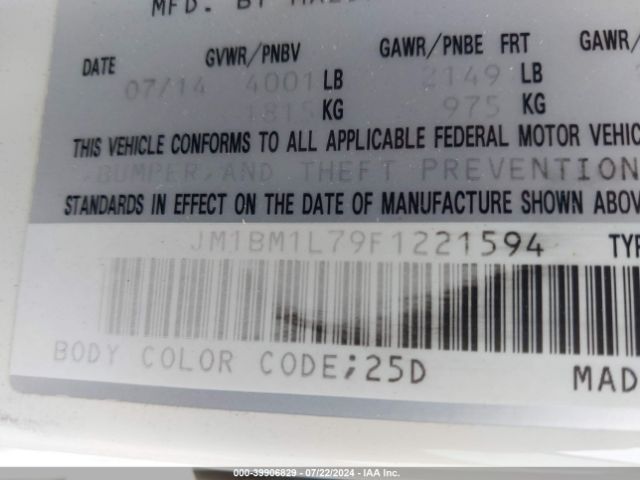 MFD. BY
DATE GVWR/PNBV GAWR/PNBE FRT GAWR/
07/14 4001 LB 2149 LB
1815 KG 975 KG
THIS VEHICLE CONFORMS TO ALL APPLICABLE FEDERAL MOTOR VEHIC
,BUMPER,AND THEFT PREVENTION
STANDARDS IN EFFECT ON THE DATE OF MANUFACTURE SHOWN ABOV
JM1BM1L79F1221594 TYP
BODY COLOR CODE;25D MAD
000-39906829 - 07/22/2024 - IAA Inc.